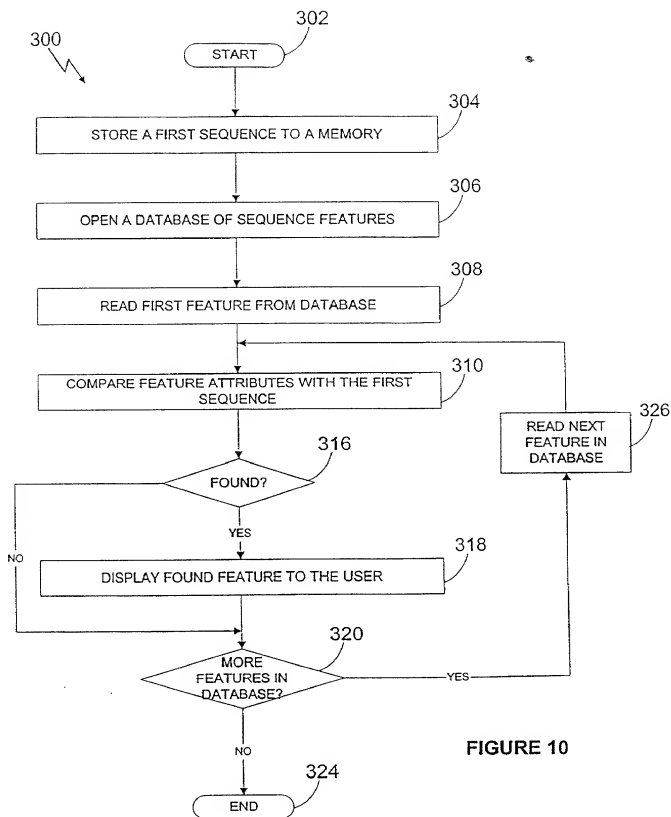 302
300
START
304
STORE A FIRST SEQUENCE TO A MEMORY
306
OPEN A DATABASE OF SEQUENCE FEATURES
308
READ FIRST FEATURE FROM DATABASE
310
COMPARE FEATURE ATTRIBUTES WITH THE FIRST
SEQUENCE
326
READ NEXT
FEATURE IN
DATABASE
316
FOUND?
NO
YES
318
DISPLAY FOUND FEATURE TO THE USER
320
MORE
FEATURES IN
DATABASE?
YES
NO
FIGURE 10
324
END